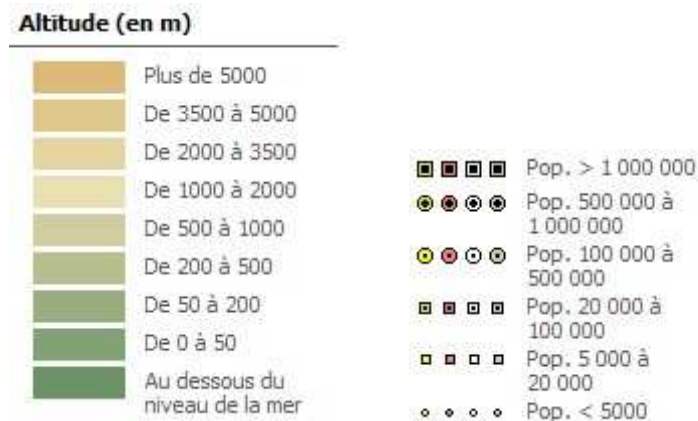 Altitude (en m)
Plus de 5000
De 3500 à 5000
De 2000 à 3500
De 1000 à 2000
De 500 à 1000
De 200 à 500
De 50 à 200
De 0 à 50
Au dessous du
niveau de la mer
Pop. > 1 000 000
Pop. 500 000 à
1 000 000
Pop. 100 000 à
500 000
Pop. 20 000 à
100 000
Pop. 5 000 à
20 000
Pop. < 5000